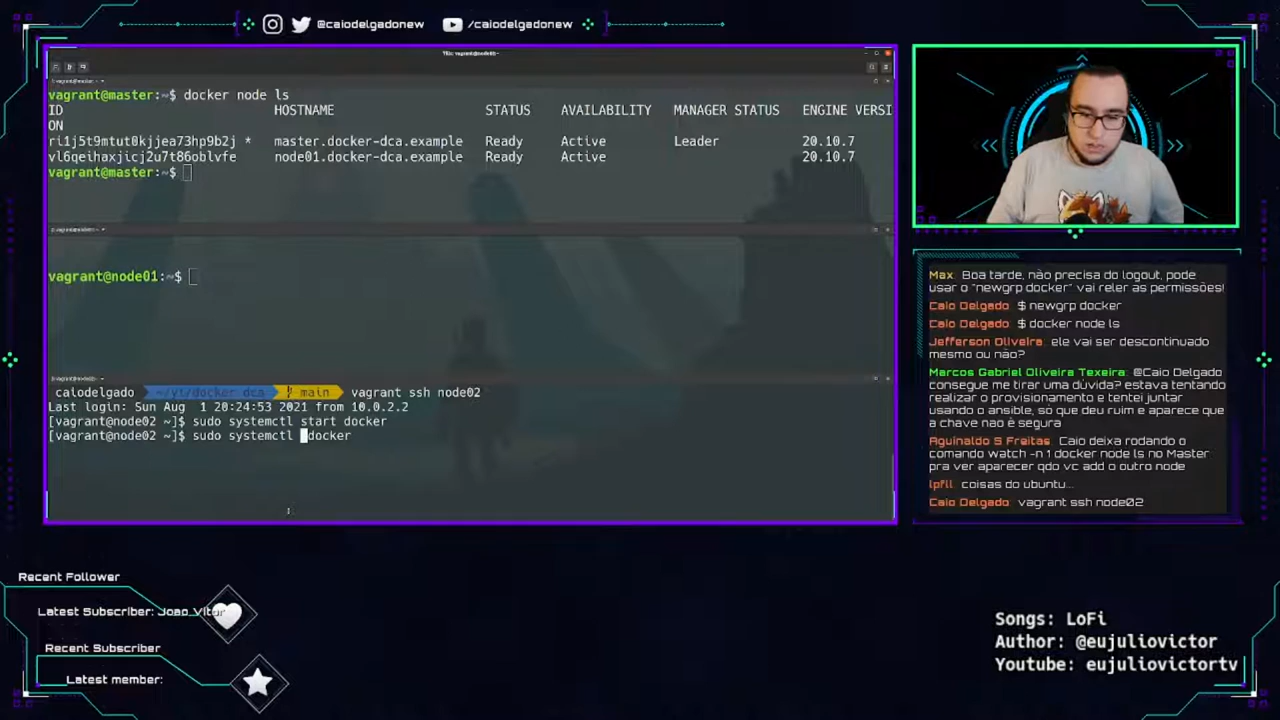 @caiodelgadonew
/caiodelgadonew
vagrant@master:~$ docker node ls
ID HOSTNAME STATUS AVAILABILITY MANAGER STATUS ENGINE VERSI
ON
ri1j5t9mtut0kjjea73hp9b2j * master.docker-dca.example Ready Active Leader 20.10.7
vl6qeihaxjicj2u7t86oblvfe node01.docker-dca.example Ready Active 20.10.7
vagrant@master:~$
vagrant@node01:~$
caiodelgado ~/yt/docker_dca main vagrant ssh node02
Last login: Sun Aug 1 20:24:53 2021 from 10.0.2.2
[vagrant@node02 ~]$ sudo systemctl start docker
[vagrant@node02 ~]$ sudo systemctl docker
Max: Boa tarde, não precisa do logout, pode
usar o "newgrp docker" vai reler as permissões!
Caio Delgado: $ newgrp docker
Caio Delgado: $ docker node ls
Jefferson Oliveira: ele vai ser descontinuado
mesmo ou não?
Marcos Gabriel Oliveira Texeira: @Caio Delgado
consegue me tirar uma dúvida? estava tentando
realizar o provisionamento e tentei juntar
usando o ansible, só que deu ruim e aparece que
a chave nao é segura
Aguinaldo S Freitas: Caio deixa rodando o
comando watch -n 1 docker node ls no Master
pra ver aparecer qdo vc add o outro node
lpfll: coisas do ubuntu...
Caio Delgado: vagrant ssh node02
Recent Follower
Latest Subscriber: Joao Vitor
Recent Subscriber
Latest member:
Songs: LoFi
Author: @eujuliovictor
Youtube: eujuliovictortv